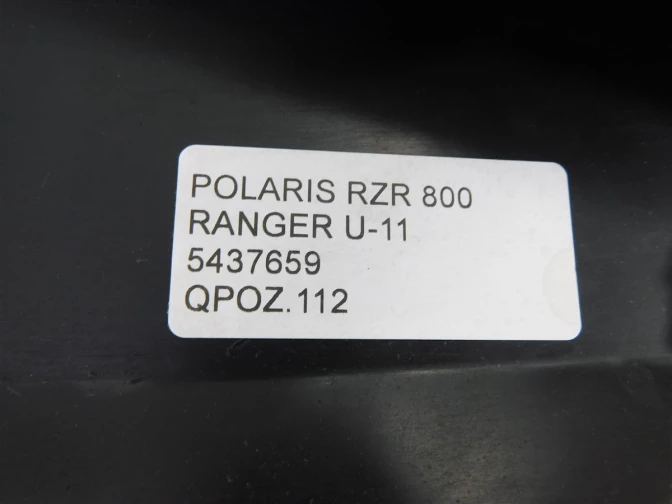 POLARIS RZR 800
RANGER U-11
5437659
QPOZ.112